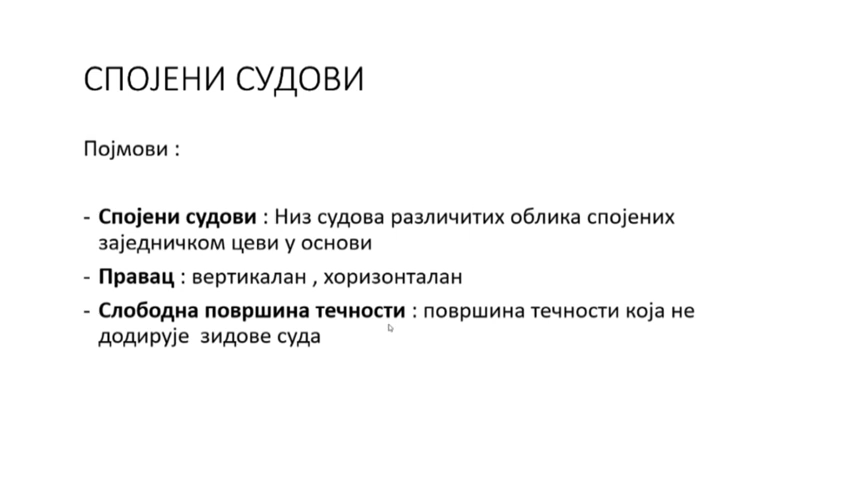 СПОЈЕНИ СУДОВИ
Појмови :
- Спојени судови : Низ судова различитих облика спојених
заједничком цеви у основи
- Правац : вертикалан , хоризонталан
- Слободна површина течности : површина течности која не
додирује  зидове суда